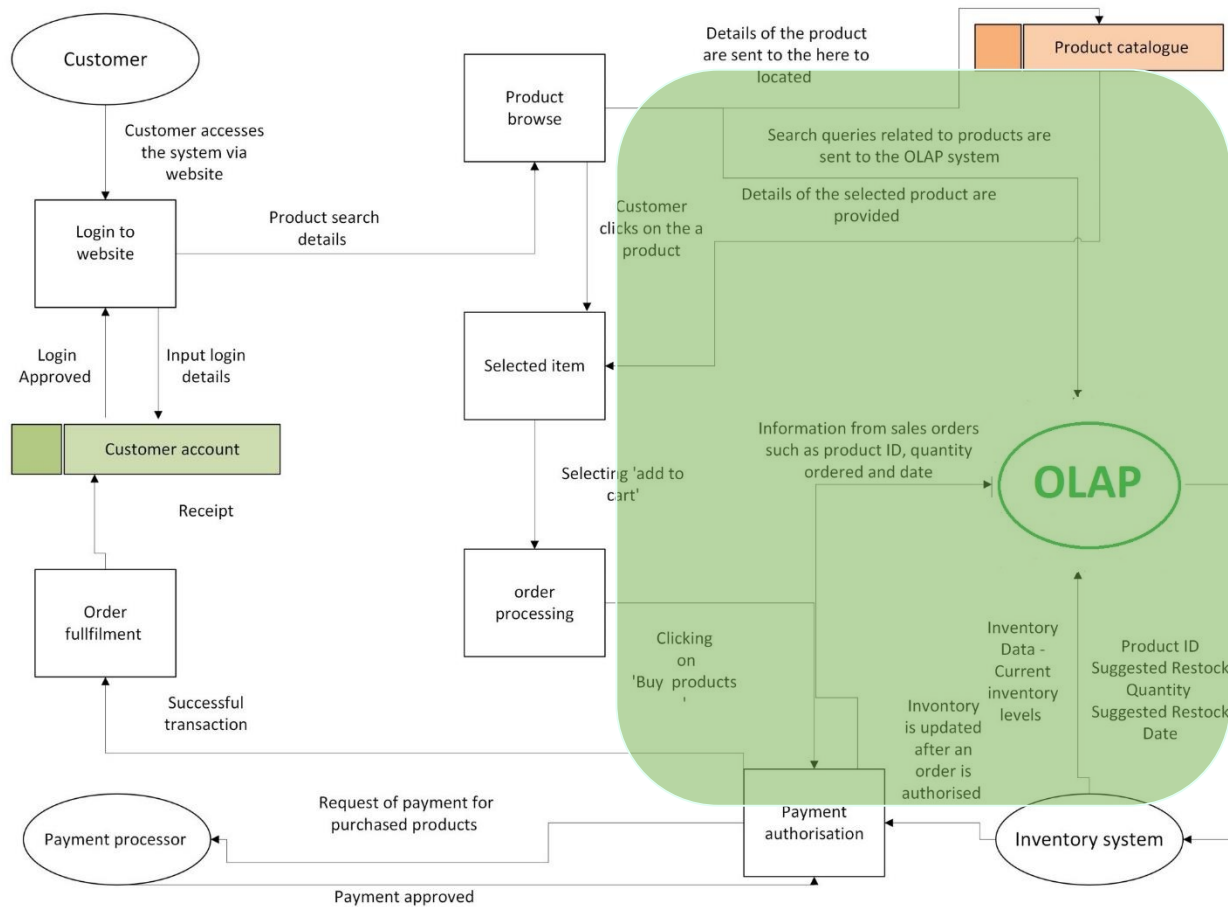 Customer
Customer accesses
the system via
website
Login to
website
Product search
details
Login
Approved
Input login
details
Customer account
Receipt
Order
fullfilment
Successful
transaction
Payment processor
Request of payment for
purchased products
Payment approved
Product
browse
Details of the product
are sent to the here to
located
Product catalogue
Search queries related to products are
sent to the OLAP system
Details of the selected product are
provided
Customer
clicks on the a
product
Selected item
Selecting 'add to
cart'
Information from sales orders
such as product ID, quantity
ordered and date
OLAP
order
processing
Clicking
on
'Buy products
'
Inventory
Data -
Current
inventory
levels
Product ID
Suggested Restock
Quantity
Suggested Restock
Date
Inventory
is updated
after an
order is
authorised
Payment
authorisation
Inventory system